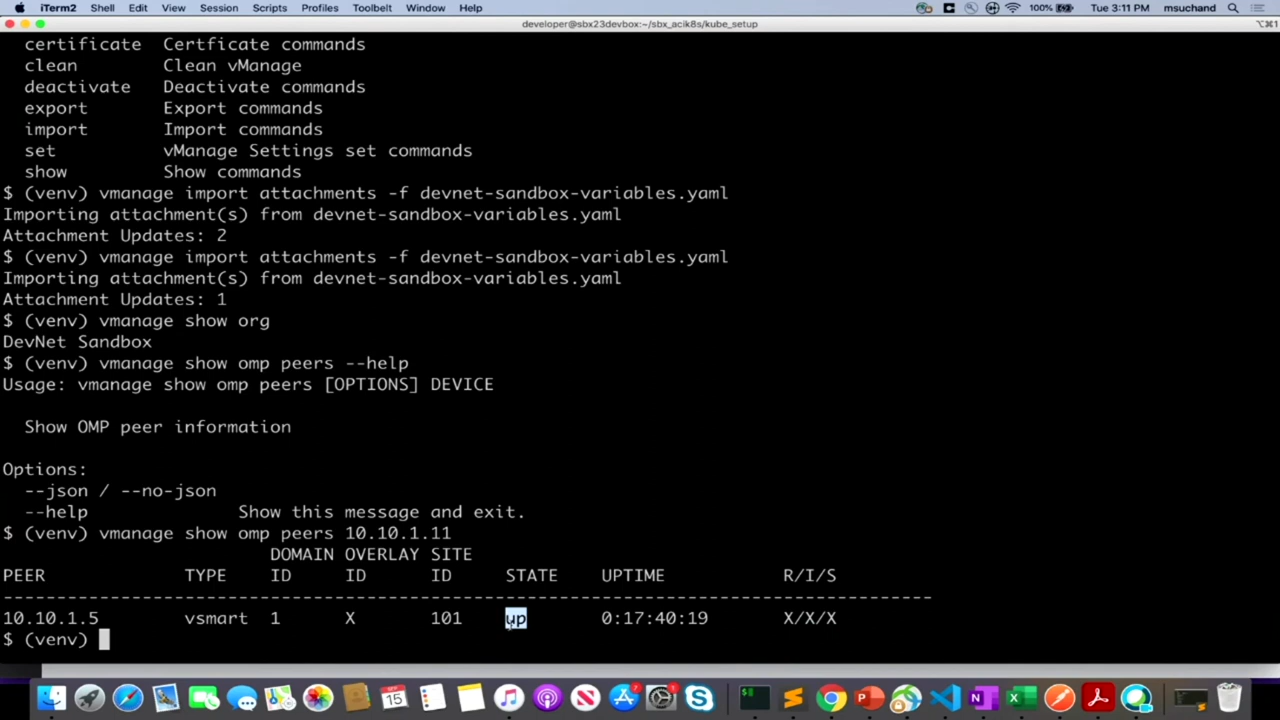 iTerm2 Shell Edit View Session Scripts Profiles Toolbelt Window Help 100% Tue 3:11 PM msuchand
developer@sbx23devbox:~/sbx_acik8s/kube_setup ⌥⌘1
certificate Certficate commands
clean Clean vManage
deactivate Deactivate commands
export Export commands
import Import commands
set vManage Settings set commands
show Show commands
$ (venv) vmanage import attachments -f devnet-sandbox-variables.yaml
Importing attachment(s) from devnet-sandbox-variables.yaml
Attachment Updates: 2
$ (venv) vmanage import attachments -f devnet-sandbox-variables.yaml
Importing attachment(s) from devnet-sandbox-variables.yaml
Attachment Updates: 1
$ (venv) vmanage show org
DevNet Sandbox
$ (venv) vmanage show omp peers --help
Usage: vmanage show omp peers [OPTIONS] DEVICE
Show OMP peer information
Options:
--json / --no-json
--help Show this message and exit.
$ (venv) vmanage show omp peers 10.10.1.11
DOMAIN OVERLAY SITE
PEER TYPE ID ID ID STATE UPTIME R/I/S
---------------------------------------------------------------------------------------
10.10.1.5 vsmart 1 X 101 up 0:17:40:19 X/X/X
$ (venv)